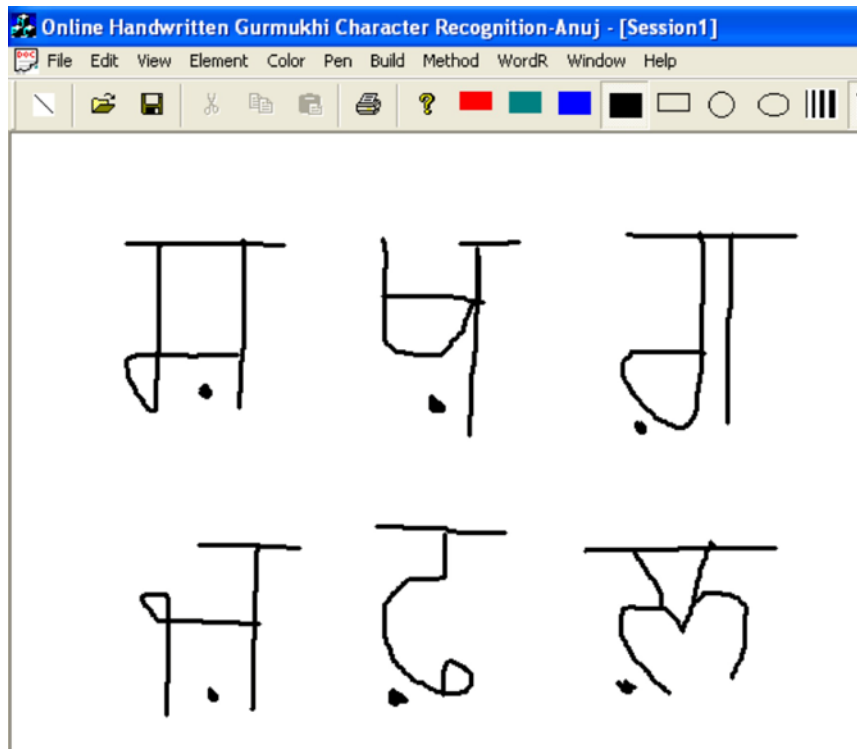 Online Handwritten Gurmukhi Character Recognition-Anuj - [Session1]
File Edit View Element Color Pen Build Method WordR Window Help
ਸ਼ ਖ਼ ਗ਼
ਜ਼ ਫ਼ ਲ਼